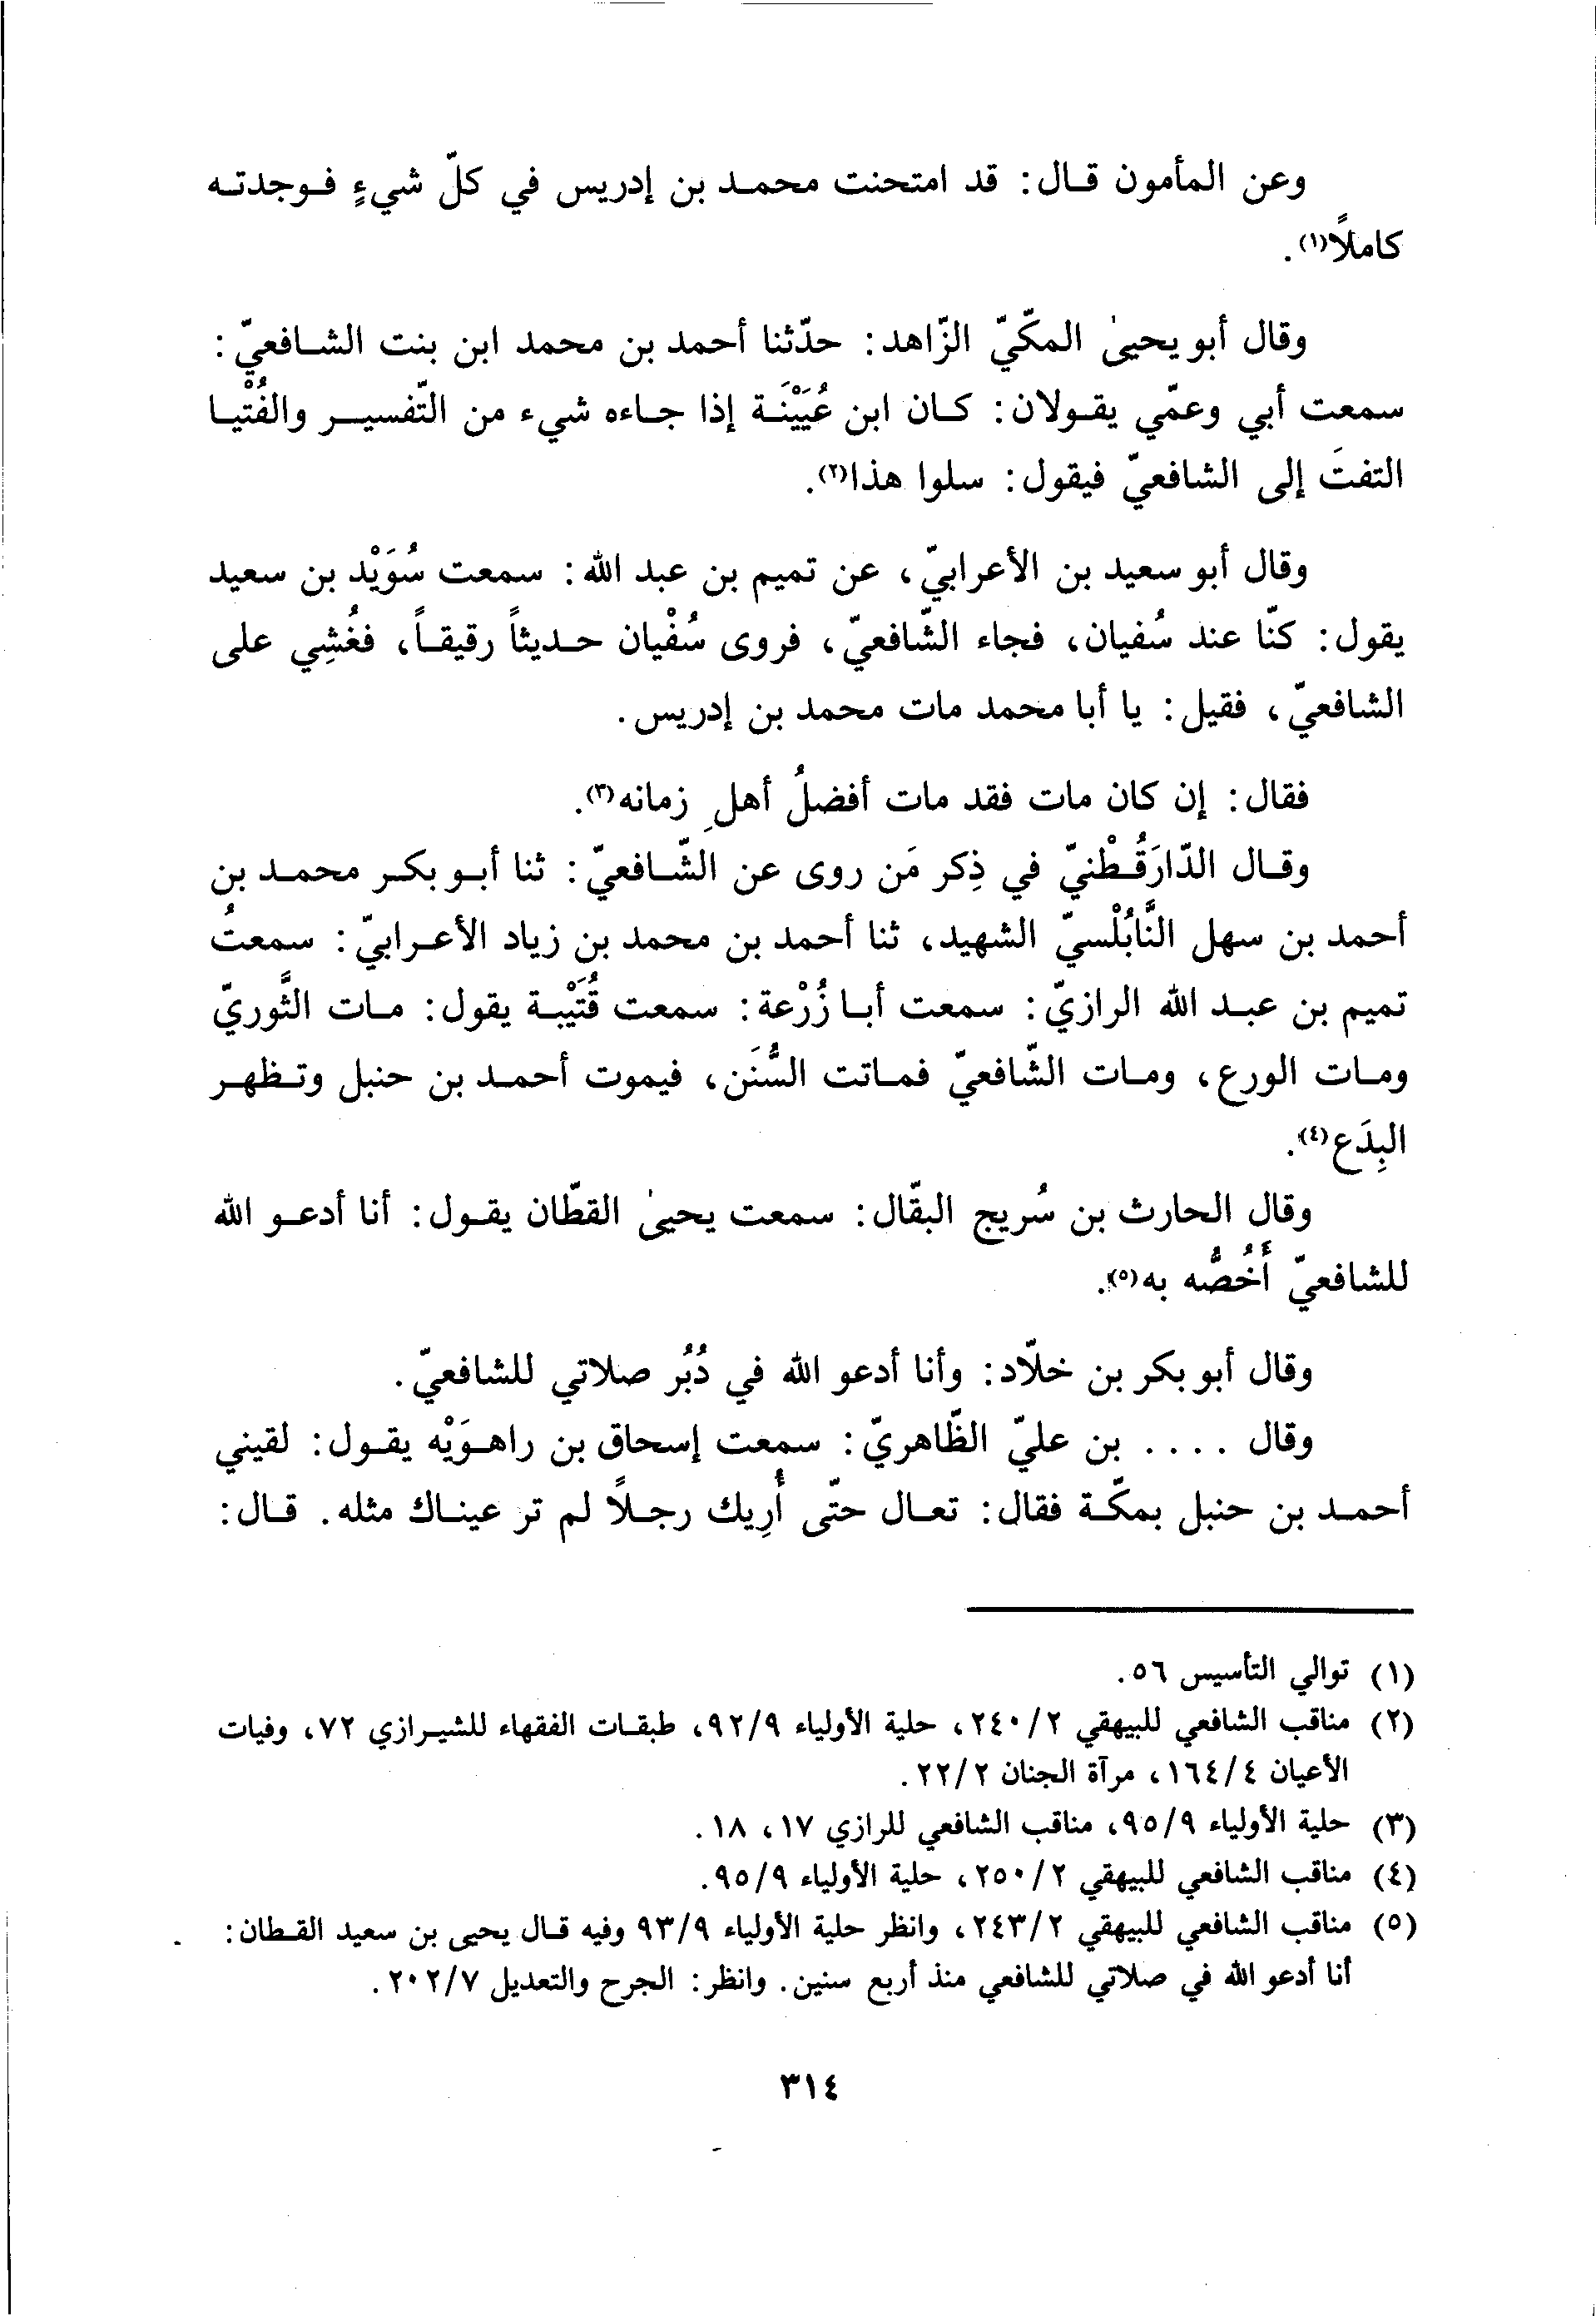 وعن المأمون قال: قد امتحنت محمد بن إدريس في كلّ شيءٍ فوجدته
كاملاً(١).
وقال أبو يحيىٰ المكّيّ الزّاهد: حدّثنا أحمد بن محمد ابن بنت الشافعيّ:
سمعت أبي وعمّي يقولان: كان ابن عُيَيْنَة إذا جاءه شيء من التّفسير والفُتْيا
التفتَ إلى الشافعيّ فيقول: سلوا هذا(٢).
وقال أبو سعيد بن الأعرابيّ، عن تميم بن عبد الله: سمعت سُوَيْد بن سعيد
يقول: كنّا عند سُفيان، فجاء الشّافعيّ، فروى سُفْيان حديثاً رقيقاً، فغُشِي على
الشافعيّ، فقيل: يا أبا محمد مات محمد بن إدريس.
فقال: إن كان مات فقد مات أفضلُ أهلِ زمانه(٣).
وقال الدّارَقُطْنيّ في ذِكر مَن روى عن الشّافعيّ: ثنا أبو بكر محمد بن
أحمد بن سهل النَّابُلْسيّ الشهيد، ثنا أحمد بن محمد بن زياد الأعرابيّ: سمعتُ
تميم بن عبد الله الرازيّ: سمعت أبا زُرْعة: سمعت قُتَيْبة يقول: مات الثَّوريّ
ومات الورع، ومات الشّافعيّ فماتت السُّنَن، فيموت أحمد بن حنبل وتظهر
البِدَع(٤).
وقال الحارث بن سُريج البقّال: سمعت يحيىٰ القطّان يقول: أنا أدعو الله
للشافعيّ أَخُصُّه به(٥).
وقال أبو بكر بن خلّاد: وأنا أدعو الله في دُبُر صلاتي للشافعيّ.
وقال .... بن عليّ الظّاهريّ: سمعت إسحاق بن راهوَيْه يقول: لقيني
أحمد بن حنبل بمكّة فقال: تعال حتّى أُرِيك رجلاً لم تر عيناك مثله. قال:
(١) توالي التأسيس ٥٦.
(٢) مناقب الشافعي للبيهقي ٢/ ٢٤٠، حلية الأولياء ٩/ ٩٢، طبقات الفقهاء للشيرازي ٧٢، وفيات
الأعيان ٤/ ١٦٤، مرآة الجنان ٢/ ٢٢.
(٣) حلية الأولياء ٩/ ٩٥، مناقب الشافعي للرازي ١٧، ١٨.
(٤) مناقب الشافعي للبيهقي ٢/ ٢٥٠، حلية الأولياء ٩/ ٩٥.
(٥) مناقب الشافعي للبيهقي ٢/ ٢٤٣، وانظر حلية الأولياء ٩/ ٩٣ وفيه قال يحيى بن سعيد القطان:
أنا أدعو الله في صلاتي للشافعي منذ أربع سنين. وانظر: الجرح والتعديل ٧/ ٢٠٢.
٣١٤